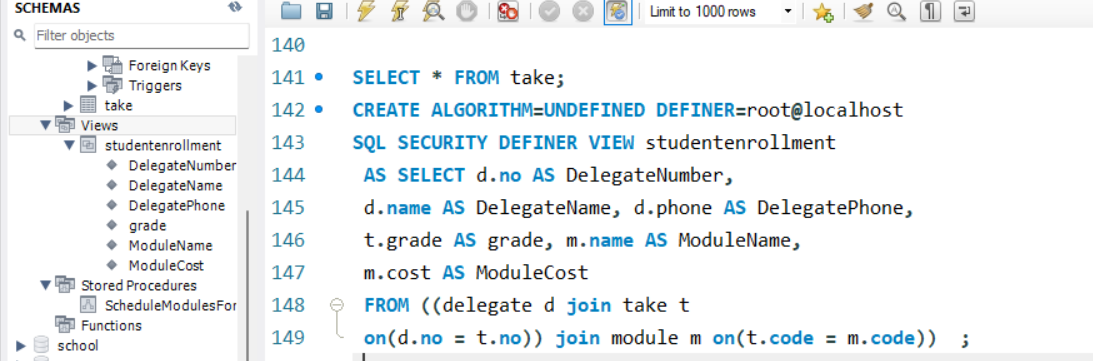 SCHEMAS
Filter objects
Foreign Keys
Triggers
take
Views
studentenrollment
DelegateNumber
DelegateName
DelegatePhone
grade
ModuleName
ModuleCost
Stored Procedures
ScheduleModulesFor
Functions
school
Limit to 1000 rows
140
141 SELECT * FROM take;
142 CREATE ALGORITHM=UNDEFINED DEFINER=root@localhost
143 SQL SECURITY DEFINER VIEW studentenrollment
144 AS SELECT d.no AS DelegateNumber,
145 d.name AS DelegateName, d.phone AS DelegatePhone,
146 t.grade AS grade, m.name AS ModuleName,
147 m.cost AS ModuleCost
148 FROM ((delegate d join take t
149 on(d.no = t.no)) join module m on(t.code = m.code))  ;